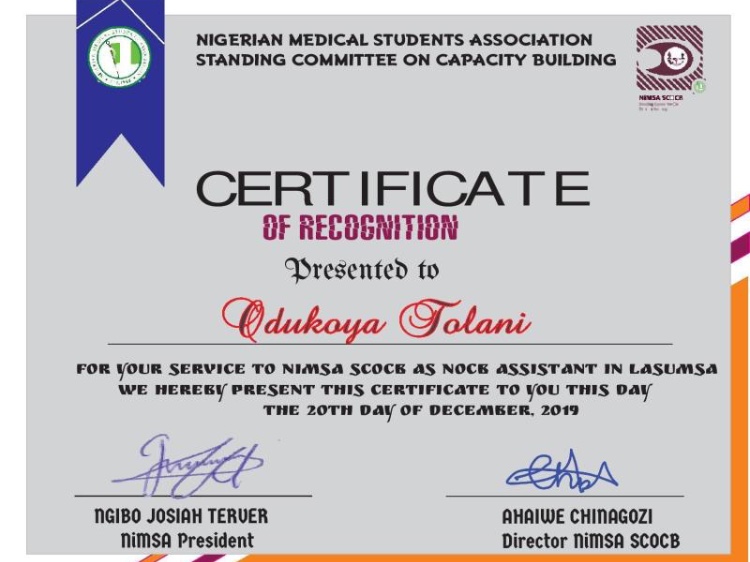 NIGERIAN MEDICAL STUDENTS ASSOCIATION
STANDING COMMITTEE ON CAPACITY BUILDING
NiMSA SCOCB
CERTIFICATE
OF RECOGNITION
Presented to
Odukoya Tolani
FOR YOUR SERVICE TO NIMSA SCOCB AS NOCB ASSISTANT IN LASUMSA
WE HEREBY PRESENT THIS CERTIFICATE TO YOU THIS DAY
THE 20TH DAY OF DECEMBER, 2019
NGIBO JOSIAH TERVER
NiMSA President
AHAIWE CHINAGOZI
Director NiMSA SCOCB